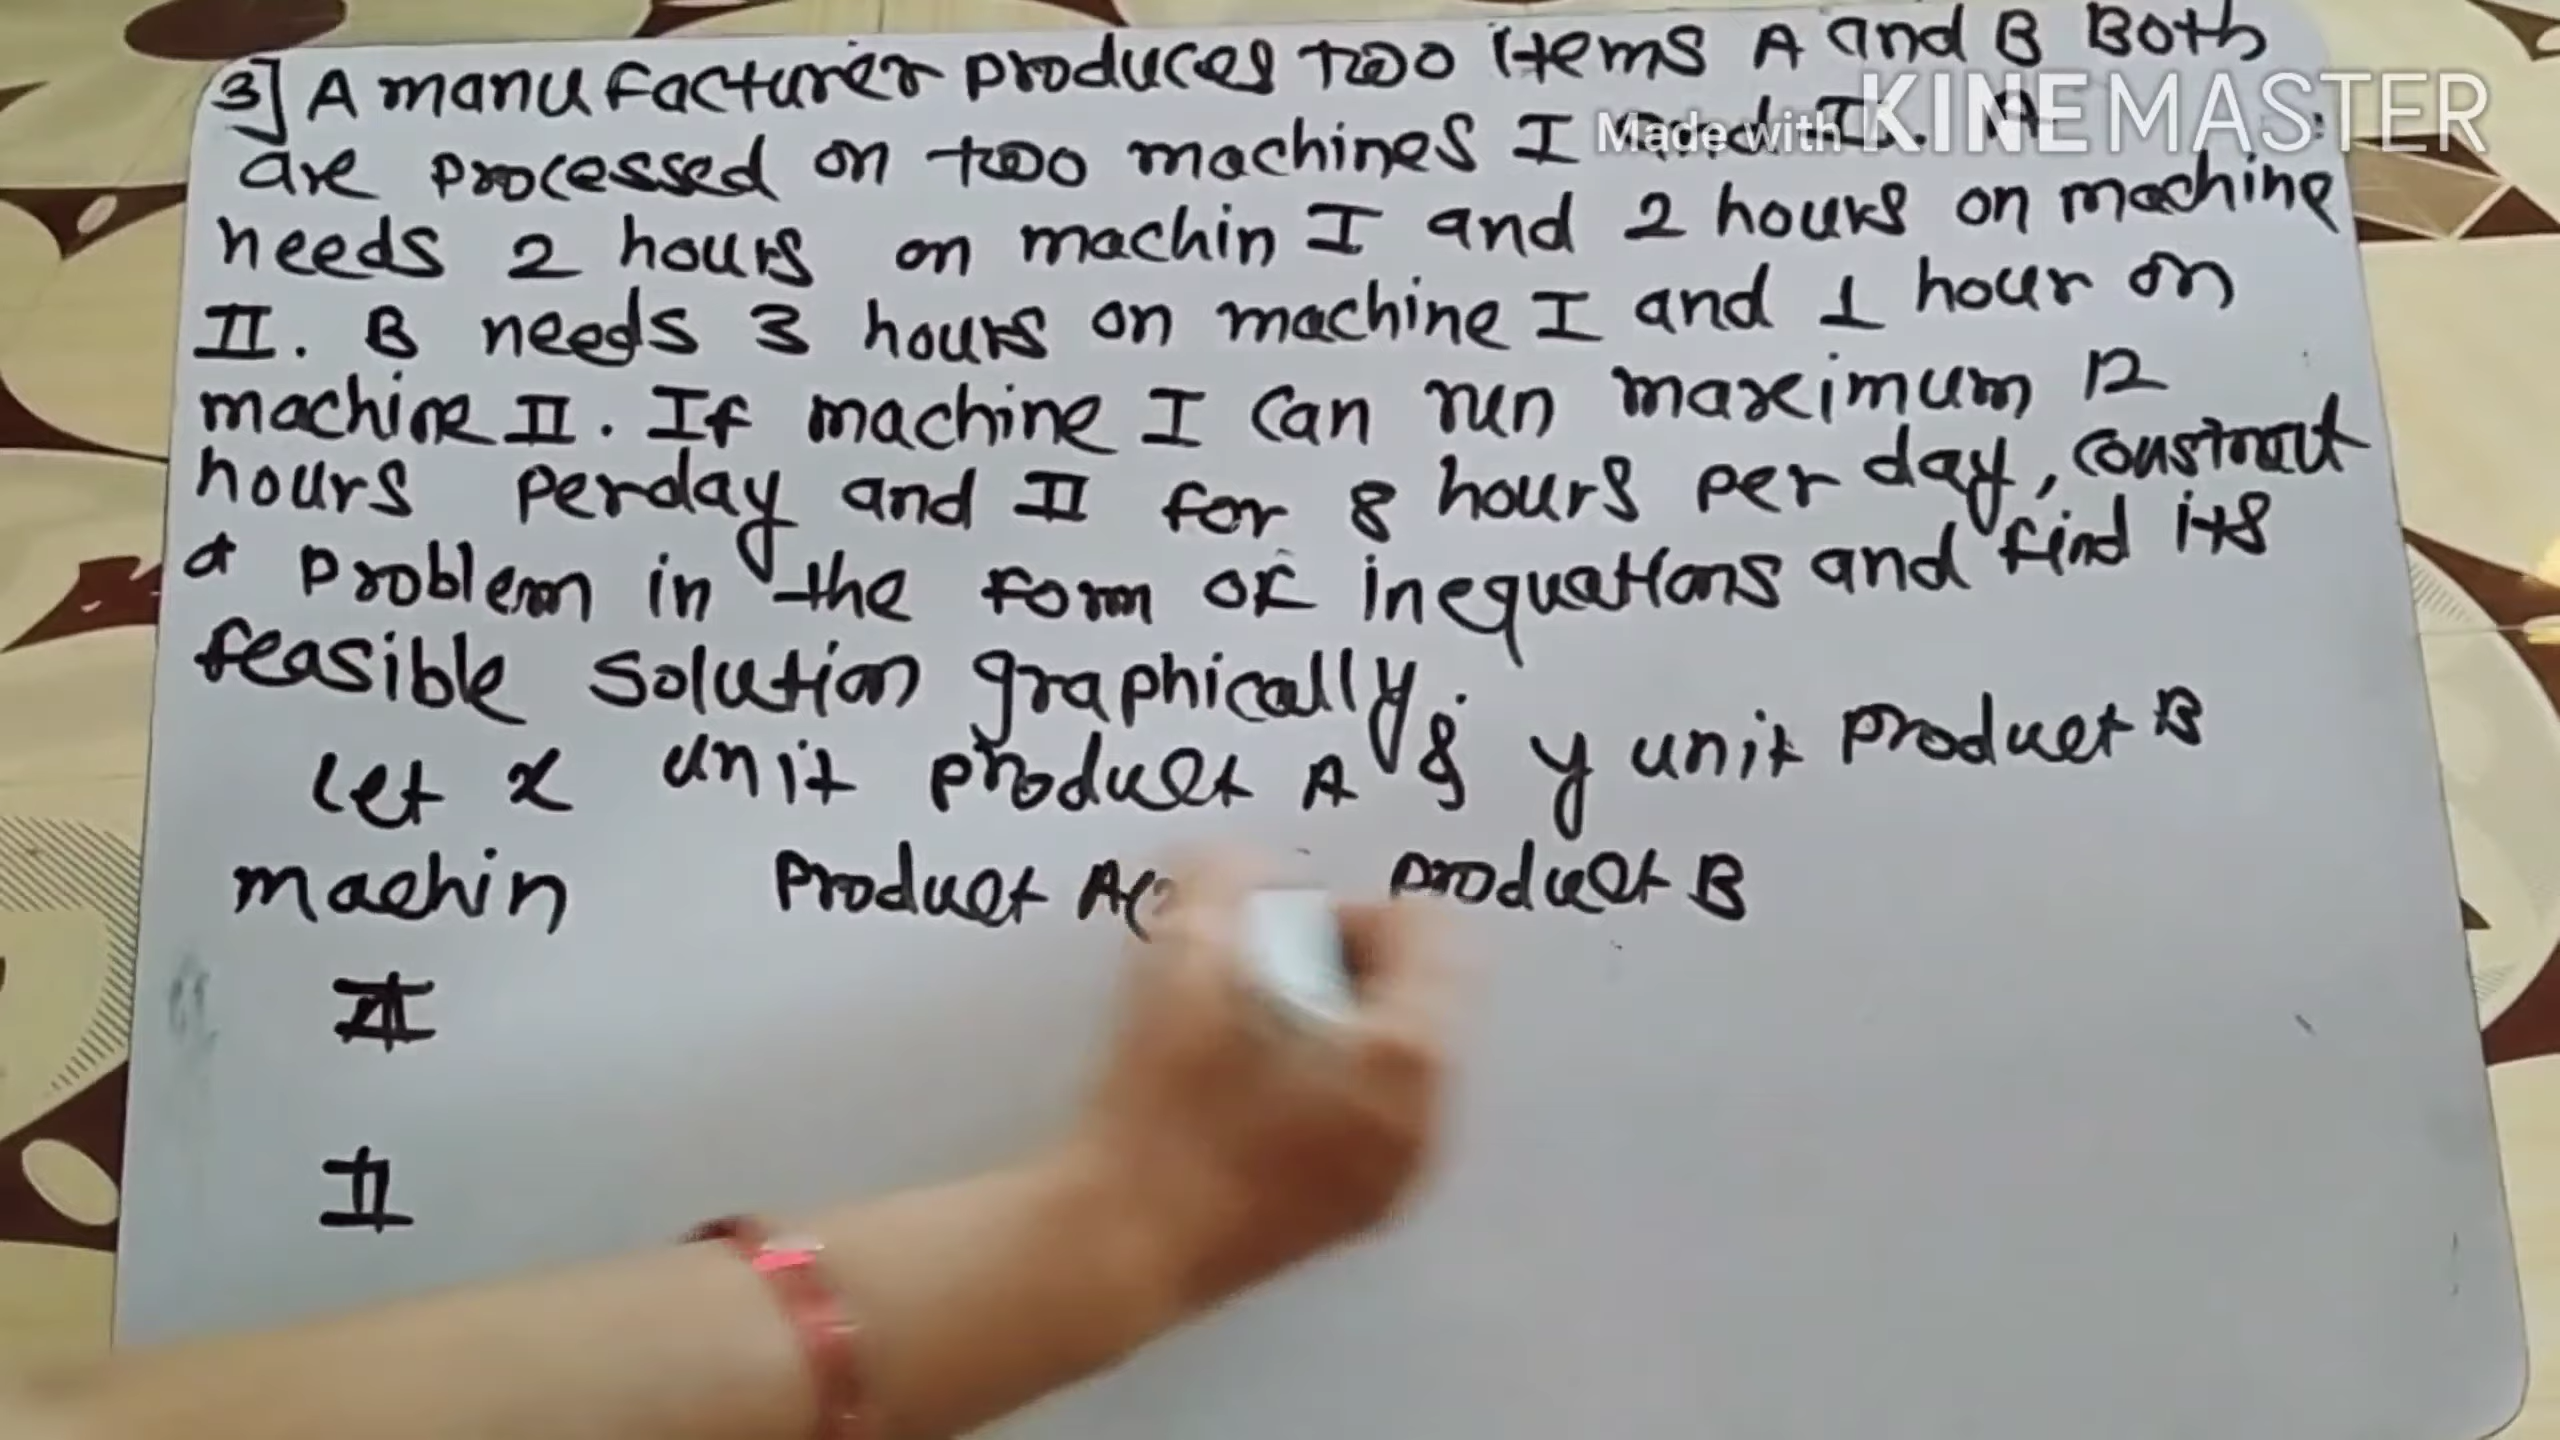 3] A manufacturer produces two items A and B Both
are processed on two machines I and II. A
needs 2 hours on machin I and 2 hours on machine
II. B needs 3 hours on machine I and 1 hour on
machine II. If machine I can run maximum 12
hours perday and II for 8 hours per day, construct
a problem in the form of inequations and find its
feasible solution graphically.
Let x unit product A & y unit product B
machin product A( product B
II
Made with KINEMASTER